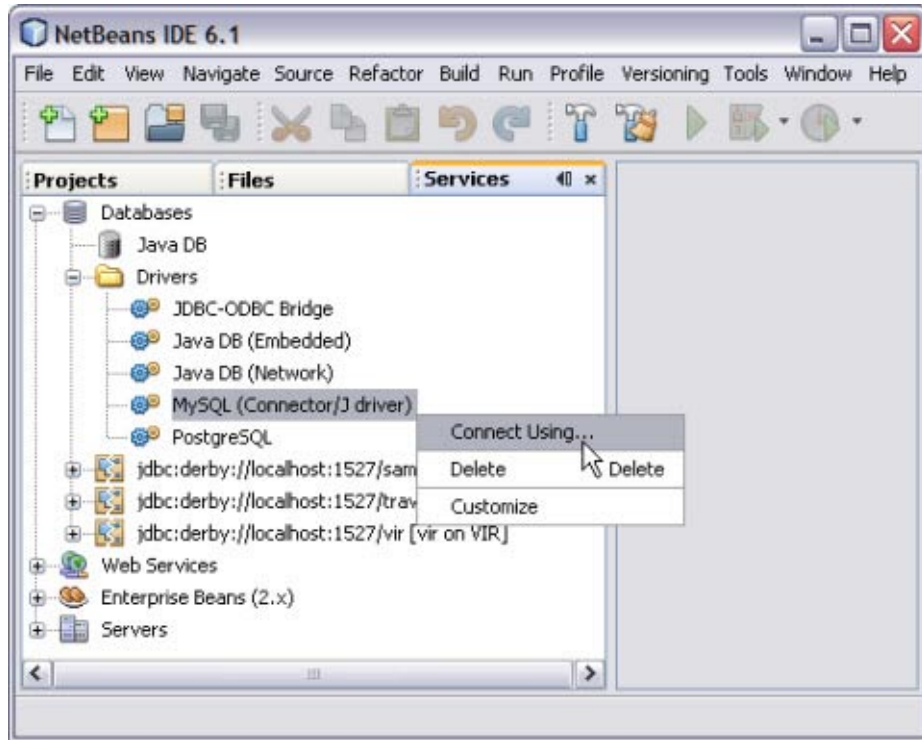 NetBeans IDE 6.1
File Edit View Navigate Source Refactor Build Run Profile Versioning Tools Window Help
Projects Files Services
Databases
Java DB
Drivers
JDBC-ODBC Bridge
Java DB (Embedded)
Java DB (Network)
MySQL (Connector/J driver)
Connect Using...
PostgreSQL
Delete Delete
jdbc:derby://localhost:1527/sam
Customize
jdbc:derby://localhost:1527/trav
jdbc:derby://localhost:1527/vir [vir on VIR]
Web Services
Enterprise Beans (2.x)
Servers